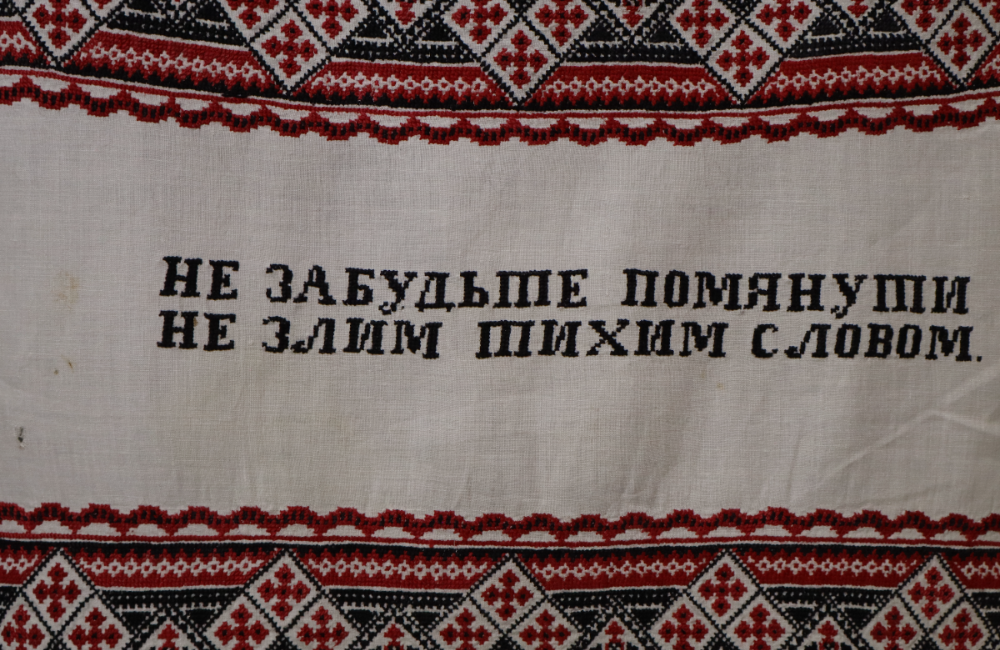 НЕ ЗАБУДЬТЕ ПОМЯНУТИ
НЕ ЗЛИМ ТИХИМ СЛОВОМ.